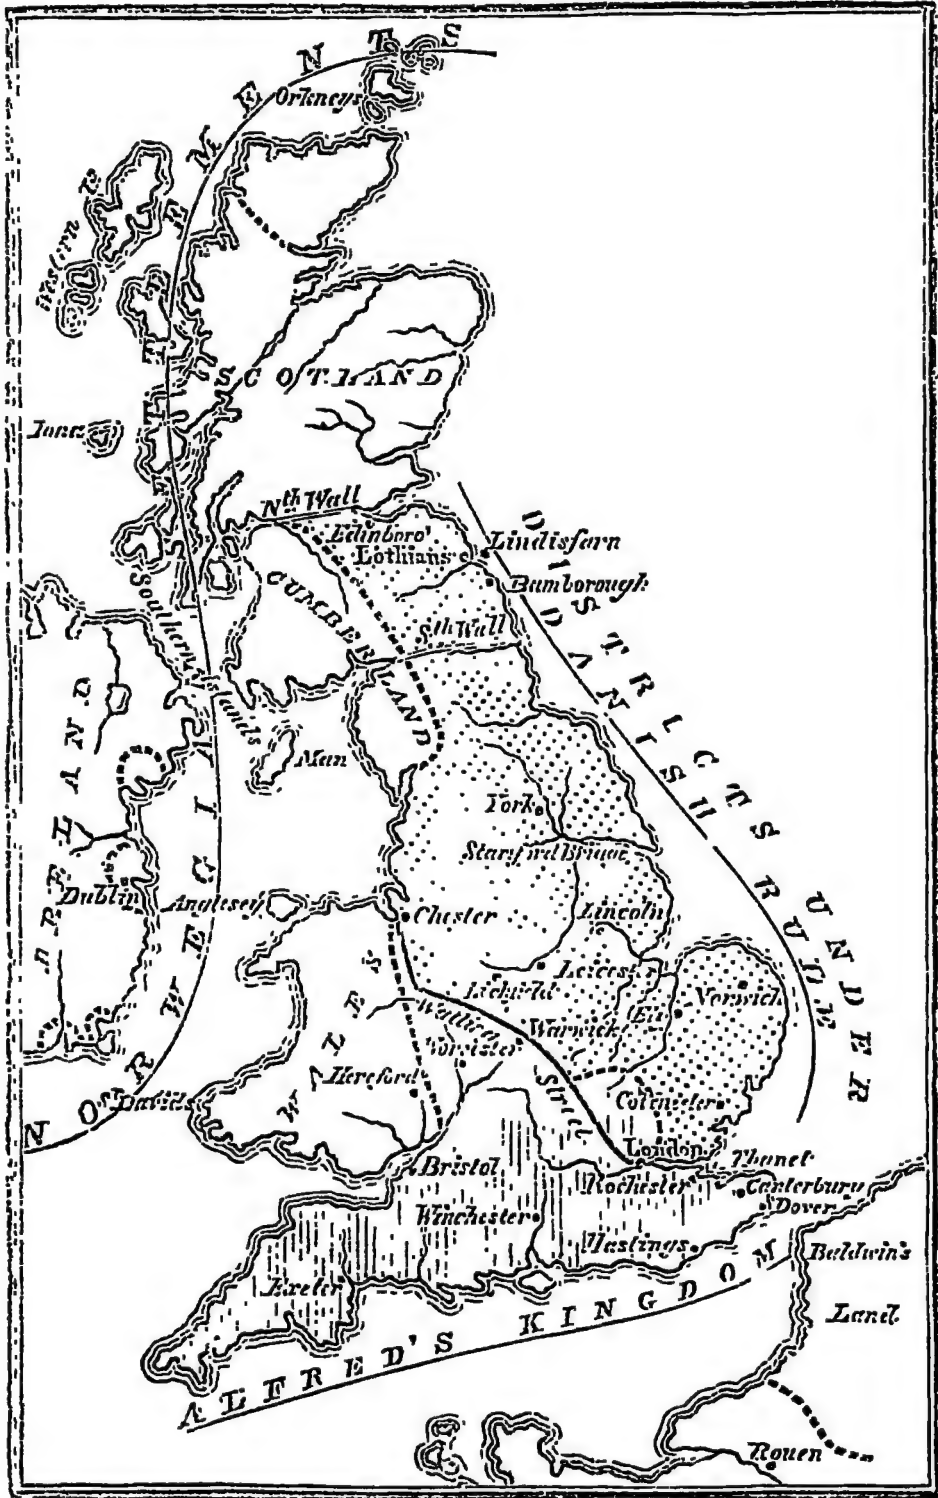 NORWEGIAN SETTLEMENTS
Orkneys
Western Is
SCOTLAND
Iona
Nth Wall
Edinboro'
Lothians
Lindisfarn
Bamborough
DISTRICTS UNDER
DANISH RULE
CUMBERLAND
Sth Wall
Southern Islands
IRELAND
Man
York
Stamford Bridge
Dublin
Anglesey
Chester
Lincoln
Leicester
Lichfield
Norwich
Ely
Watling
Street
Warwick
Worcester
WALES
Hereford
St Davids
Colchester
London
Thanet
Bristol
Rochester
Canterbury
Dover
Winchester
Hastings
Baldwin's
Land
Exeter
ALFRED'S KINGDOM
Rouen